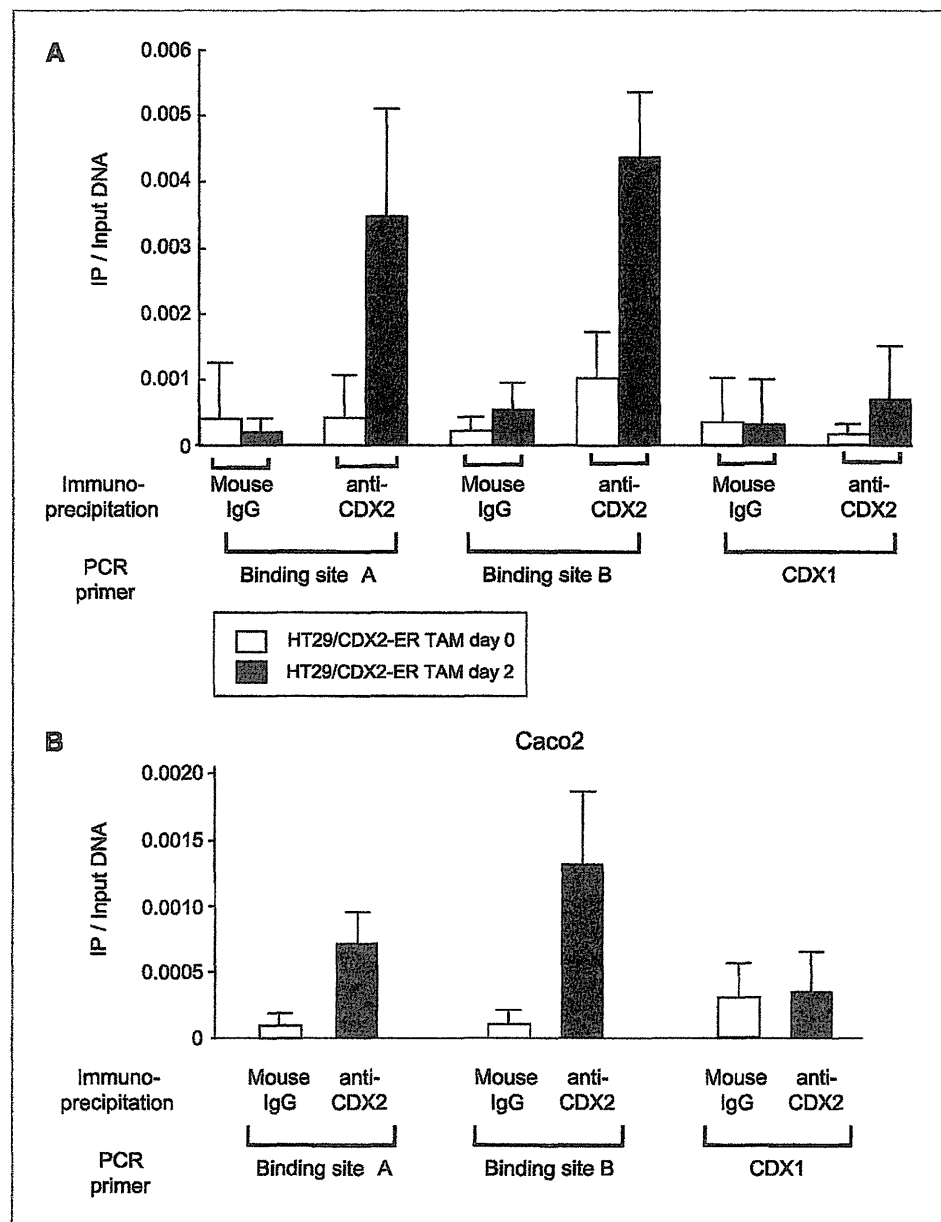 A
0.006
0.005
0.004
0.003
0.002
0.001
0
IP / Input DNA
Immuno-
precipitation
Mouse
IgG
anti-
CDX2
Mouse
IgG
anti-
CDX2
Mouse
IgG
anti-
CDX2
PCR
primer
Binding site A
Binding site B
CDX1
HT29/CDX2-ER TAM day 0
HT29/CDX2-ER TAM day 2
B
Caco2
0.0020
0.0015
0.0010
0.0005
0
IP / Input DNA
Immuno-
precipitation
Mouse
IgG
anti-
CDX2
Mouse
IgG
anti-
CDX2
Mouse
IgG
anti-
CDX2
PCR
primer
Binding site A
Binding site B
CDX1